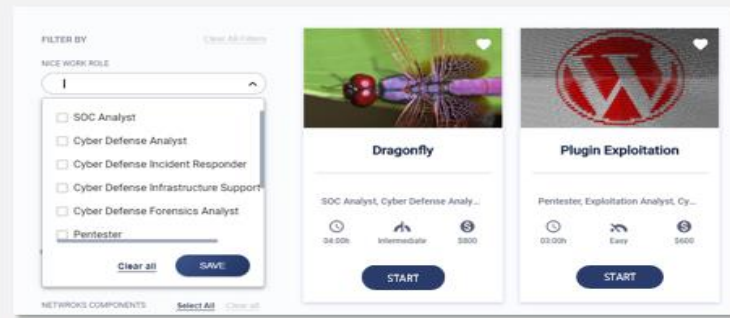 FILTER BY
Clear All Filters
NICE WORK ROLE
SOC Analyst
Cyber Defense Analyst
Cyber Defense Incident Responder
Cyber Defense Infrastructure Support
Cyber Defense Forensics Analyst
Pentester
Clear all
SAVE
NETWROKS COMPONENTS
Select All
Clear all
Dragonfly
SOC Analyst, Cyber Defense Analy...
04:00h
Intermediate
$800
START
Plugin Exploitation
Pentester, Exploitation Analyst, Cy...
03:00h
Easy
$600
START